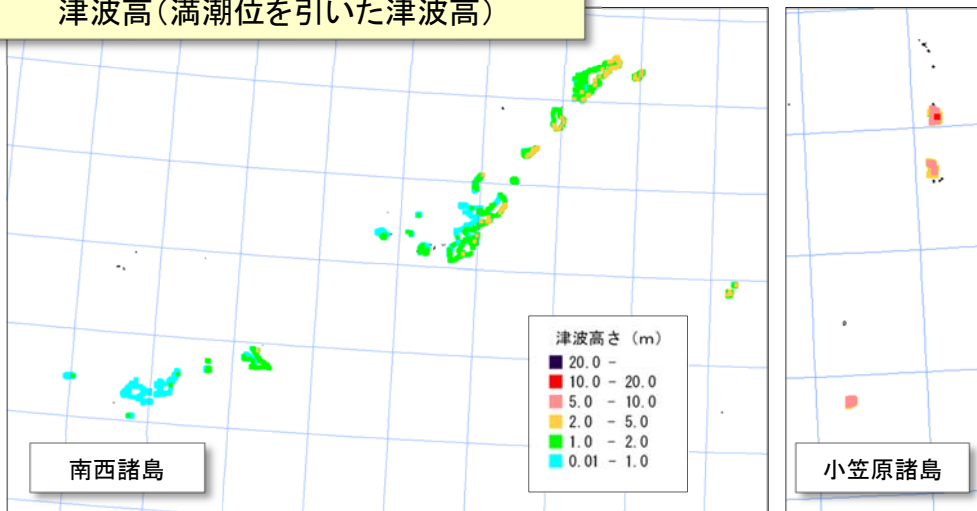 津波高(満潮位を引いた津波高)
津波高さ (m)
20.0 -
10.0 - 20.0
5.0 - 10.0
2.0 - 5.0
1.0 - 2.0
0.01 - 1.0
南西諸島
小笠原諸島